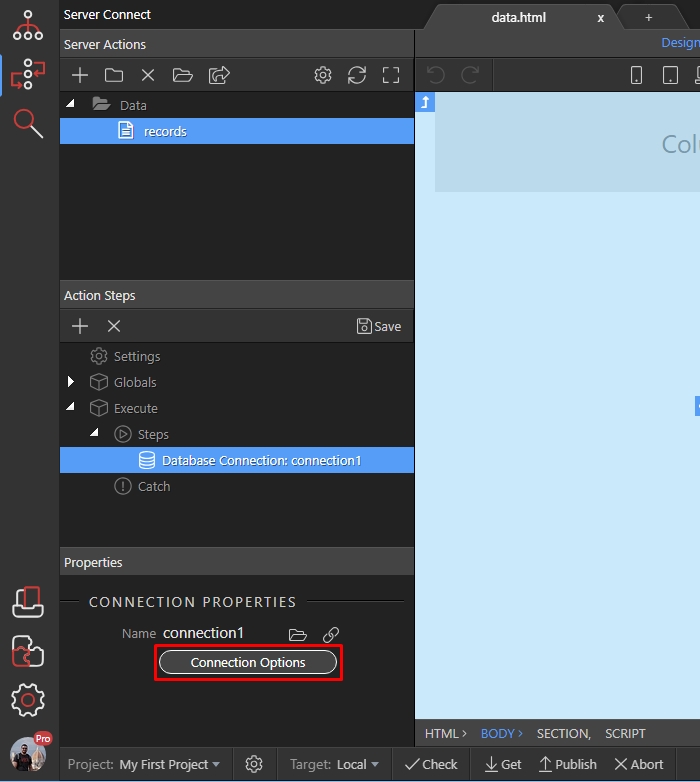 Server Connect
data.html x +
Server Actions
Design
Data
records
Action Steps
Save
Settings
Globals
Execute
Steps
Database Connection: connection1
Catch
Properties
CONNECTION PROPERTIES
Name connection1
Connection Options
HTML > BODY > SECTION, SCRIPT
Pro
Project: My First Project Target: Local Check Get Publish Abort